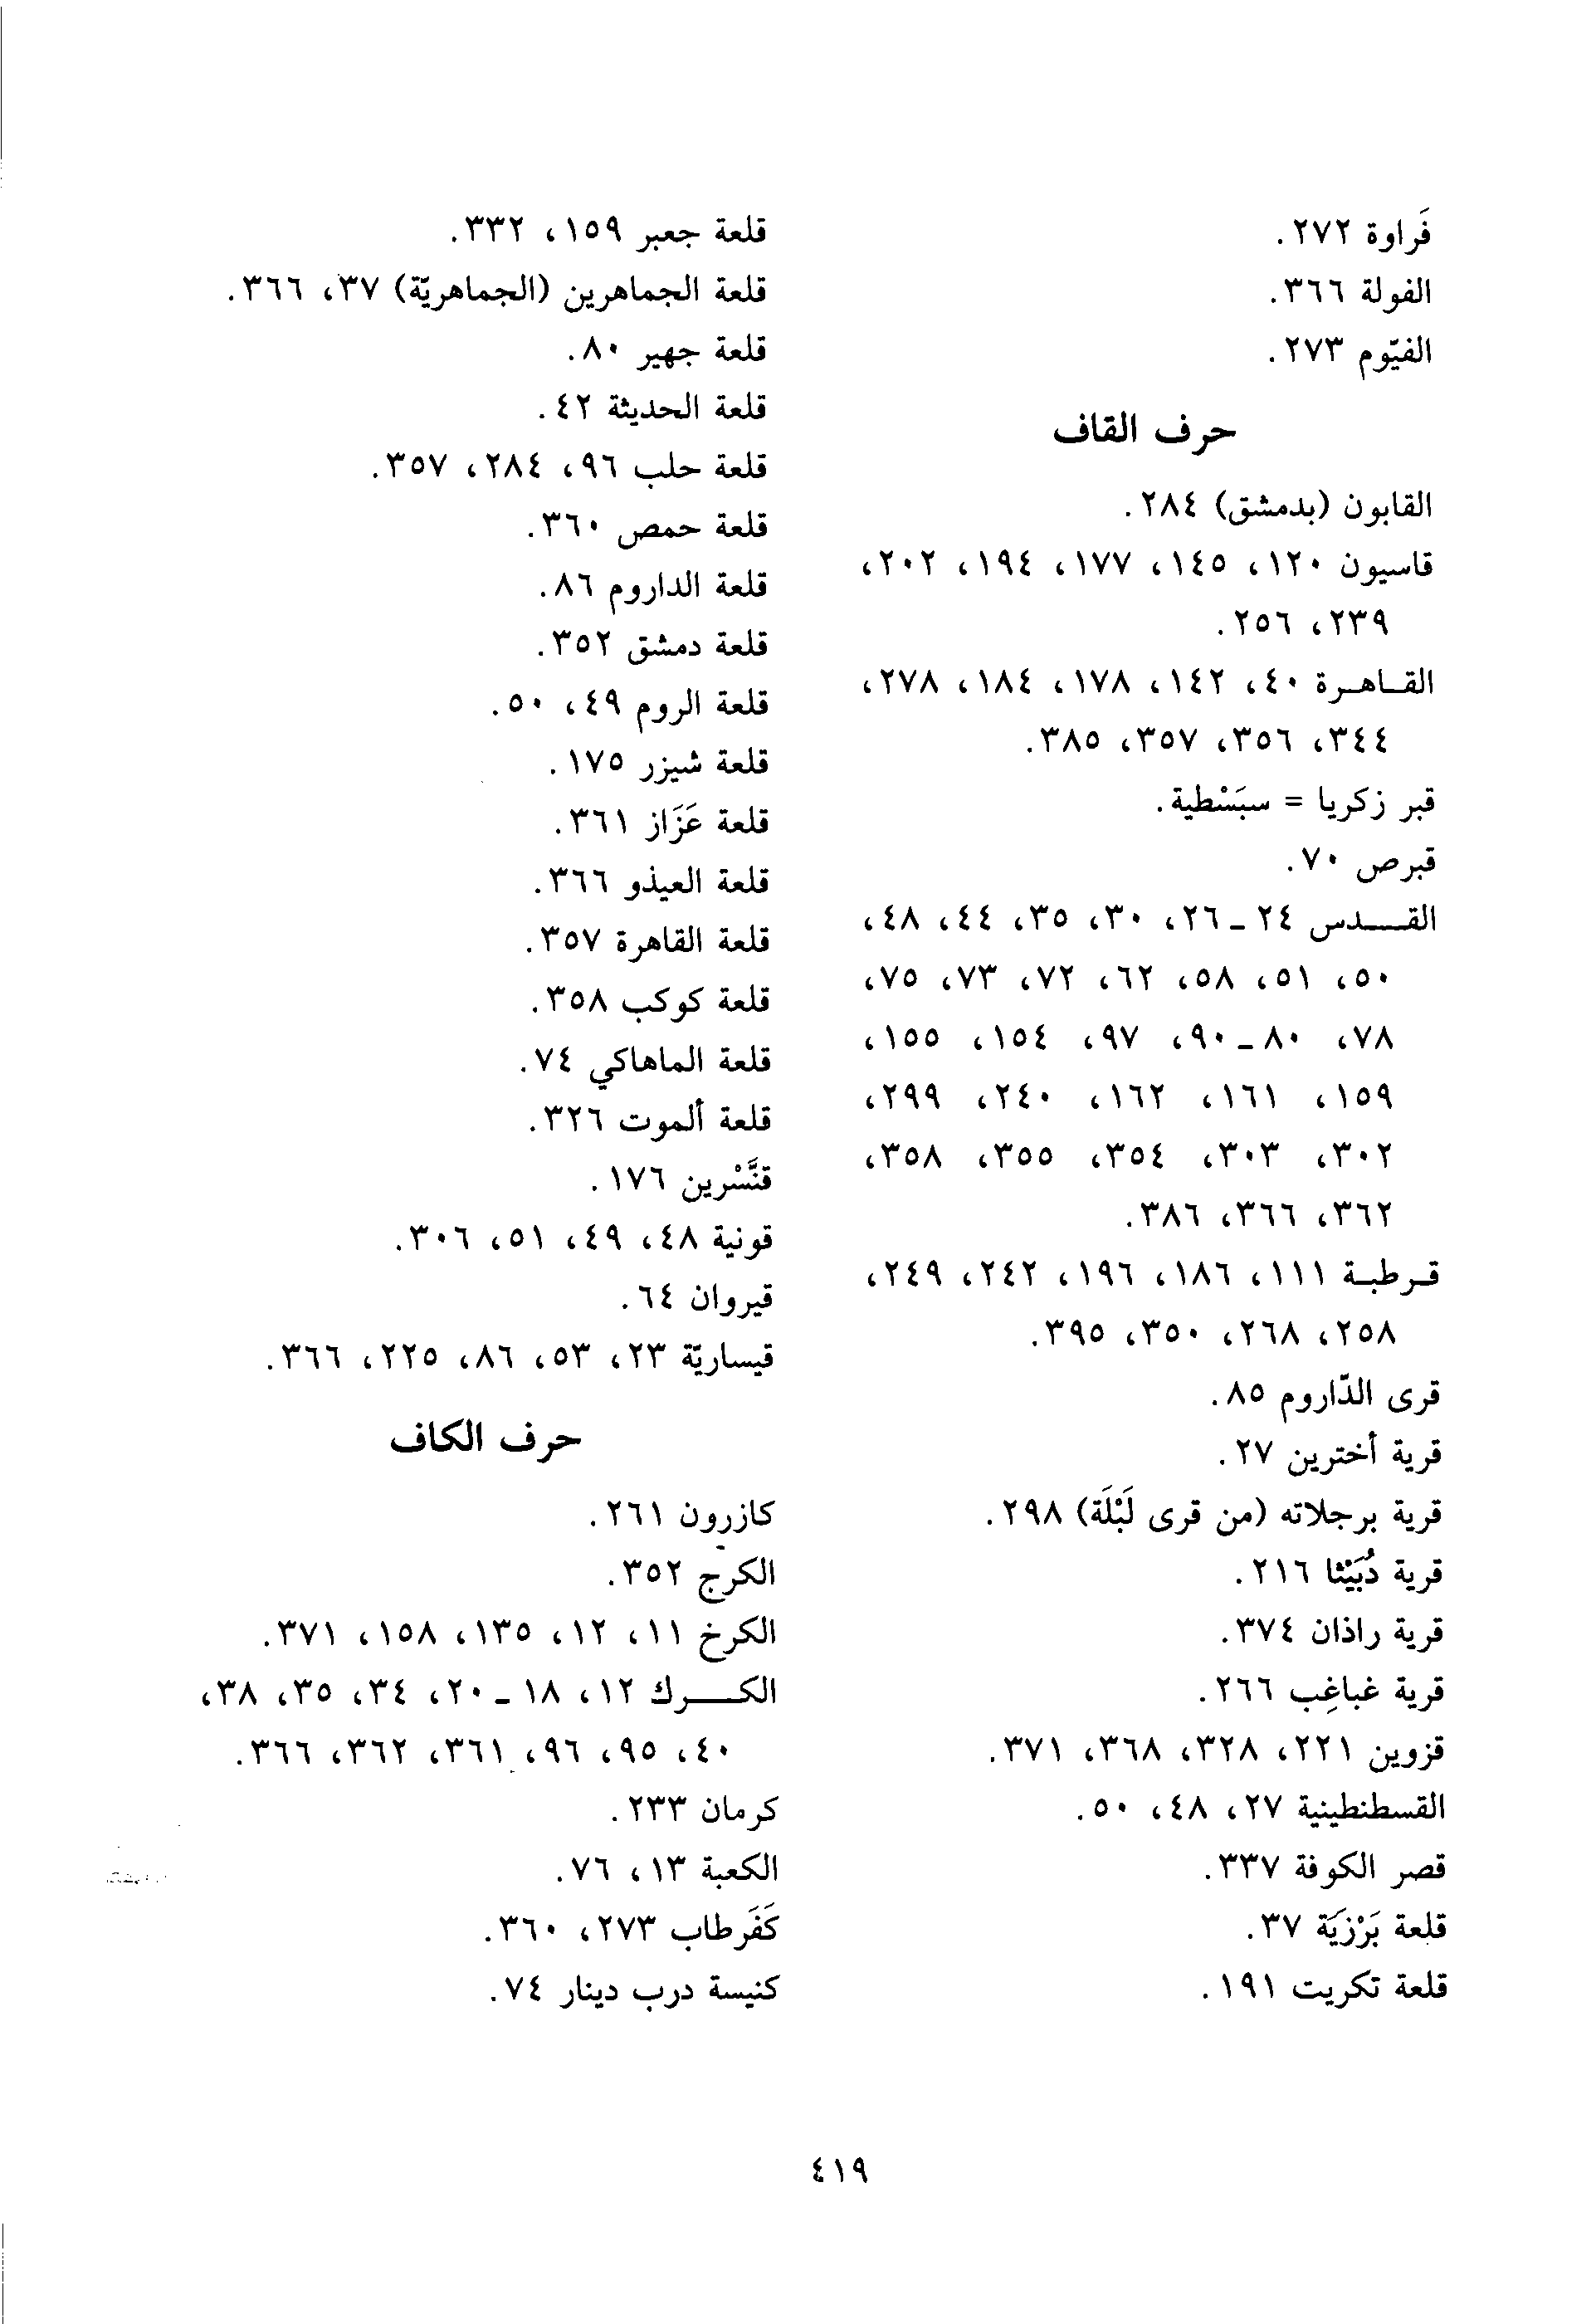 فَراوة ٢٧٢.
الفولة ٣٦٦.
الفيّوم ٢٧٣.
حرف القاف
القابون (بدمشق) ٢٨٤.
قاسيون ١٢٠، ١٤٥، ١٧٧، ١٩٤، ٢٠٢،
٢٣٩، ٢٥٦.
القاهرة ٤٠، ١٤٢، ١٧٨، ١٨٤، ٢٧٨،
٣٤٤، ٣٥٦، ٣٥٧، ٣٨٥.
قبر زكريا = سبَسْطية.
قبرص ٧٠.
القدس ٢٤ - ٢٦، ٣٠، ٣٥، ٤٤، ٤٨،
٥٠، ٥١، ٥٨، ٦٢، ٧٢، ٧٣، ٧٥،
٧٨، ٨٠ - ٩٠، ٩٧، ١٥٤، ١٥٥،
١٥٩، ١٦١، ١٦٢، ٢٤٠، ٢٩٩،
٣٠٢، ٣٠٣، ٣٥٤، ٣٥٥، ٣٥٨،
٣٦٢، ٣٦٦، ٣٨٦.
قرطبة ١١١، ١٨٦، ١٩٦، ٢٤٢، ٢٤٩،
٢٥٨، ٢٦٨، ٣٥٠، ٣٩٥.
قرى الدّاروم ٨٥.
قرية أخترين ٢٧.
قرية برجلاته (من قرى لَبْلَة) ٢٩٨.
قرية دُبَيْثا ٢١٦.
قرية راذان ٣٧٤.
قرية غباغِب ٢٦٦.
قزوين ٢٢١، ٣٢٨، ٣٦٨، ٣٧١.
القسطنطينية ٢٧، ٤٨، ٥٠.
قصر الكوفة ٣٣٧.
قلعة بَرْزيَة ٣٧.
قلعة تكريت ١٩١.
قلعة جعبر ١٥٩، ٣٣٢.
قلعة الجماهرين (الجماهريّة) ٣٧، ٣٦٦.
قلعة جهير ٨٠.
قلعة الحديثة ٤٢.
قلعة حلب ٩٦، ٢٨٤، ٣٥٧.
قلعة حمص ٣٦٠.
قلعة الداروم ٨٦.
قلعة دمشق ٣٥٢.
قلعة الروم ٤٩، ٥٠.
قلعة شيزر ١٧٥.
قلعة عَزَاز ٣٦١.
قلعة العيذو ٣٦٦.
قلعة القاهرة ٣٥٧.
قلعة كوكب ٣٥٨.
قلعة الماهاكي ٧٤.
قلعة ألموت ٣٢٦.
قنَّسْرين ١٧٦.
قونية ٤٨، ٤٩، ٥١، ٣٠٦.
قيروان ٦٤.
قيساريّة ٢٣، ٥٣، ٨٦، ٢٢٥، ٣٦٦.
حرف الكاف
كازرون ٢٦١.
الكرج ٣٥٢.
الكرخ ١١، ١٢، ١٣٥، ١٥٨، ٣٧١.
الكرك ١٢، ١٨ - ٢٠، ٣٤، ٣٥، ٣٨،
٤٠، ٩٥، ٩٦، ٣٦١، ٣٦٢، ٣٦٦.
كرمان ٢٣٣.
الكعبة ١٣، ٧٦.
كَفَرطاب ٢٧٣، ٣٦٠.
كنيسة درب دينار ٧٤.
٤١٩